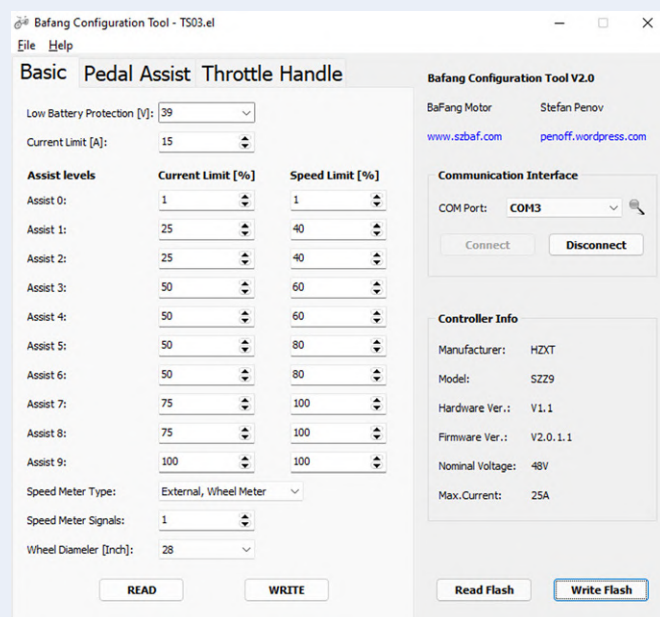 Bafang Configuration Tool - TS03.el
File Help
Basic Pedal Assist Throttle Handle
Low Battery Protection [V]: 39
Current Limit [A]: 15
Assist levels Current Limit [%] Speed Limit [%]
Assist 0: 1 1
Assist 1: 25 40
Assist 2: 25 40
Assist 3: 50 60
Assist 4: 50 60
Assist 5: 50 80
Assist 6: 50 80
Assist 7: 75 100
Assist 8: 75 100
Assist 9: 100 100
Speed Meter Type: External, Wheel Meter
Speed Meter Signals: 1
Wheel Diameler [Inch]: 28
READ WRITE
Bafang Configuration Tool V2.0
BaFang Motor Stefan Penov
www.szbaf.com penoff.wordpress.com
Communication Interface
COM Port: COM3
Connect Disconnect
Controller Info
Manufacturer: HZXT
Model: SZZ9
Hardware Ver.: V1.1
Firmware Ver.: V2.0.1.1
Nominal Voltage: 48V
Max.Current: 25A
Read Flash Write Flash